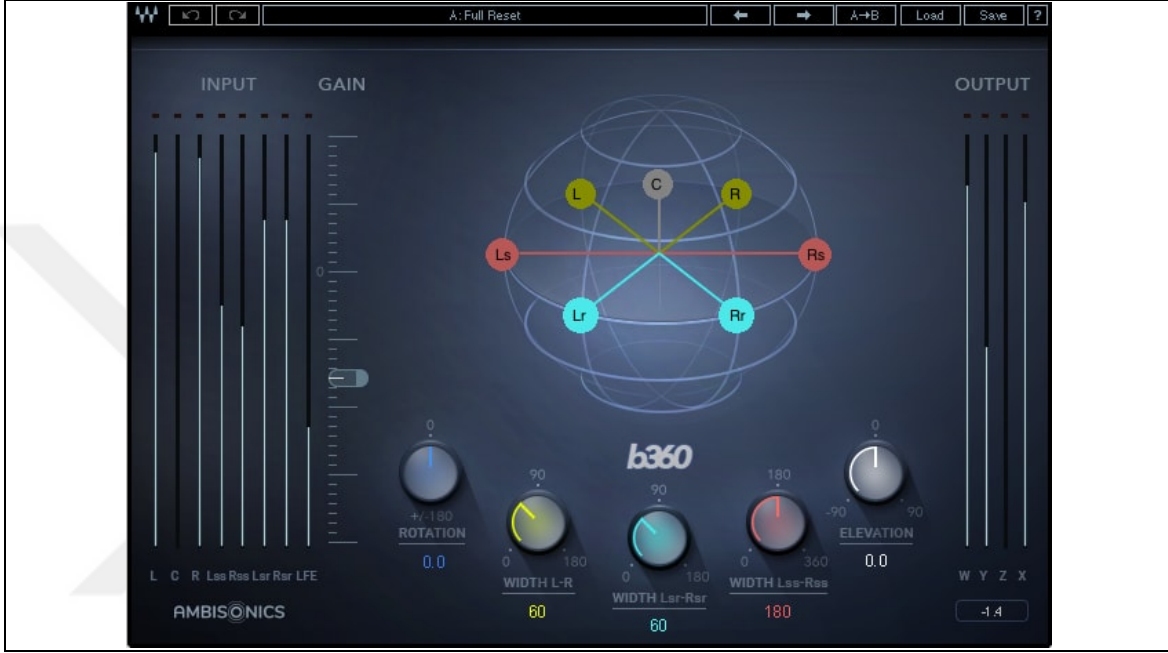 A:Full Reset
A→B
Load
Save
?
INPUT
GAIN
OUTPUT
C
L
R
Ls
Rs
Lr
Rr
0
b360
0
+/-180
ROTATION
0.0
90
0
180
WIDTH L-R
60
90
0
180
WIDTH Lsr-Rsr
60
180
0
360
WIDTH Lss-Rss
180
0
-90
90
ELEVATION
0.0
L C R Lss Rss Lsr Rsr LFE
W Y Z X
AMBISONICS
-1.4